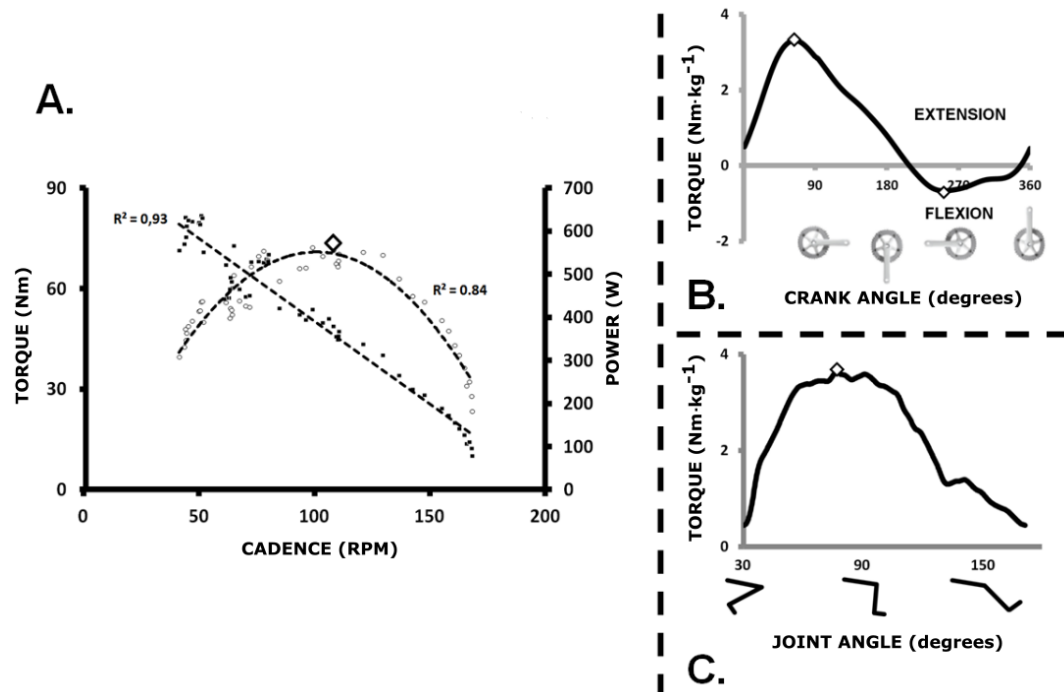 A.
TORQUE (Nm)
90
60
30
0
R² = 0,93
R² = 0.84
700
600
500
400
300
200
100
0
POWER (W)
0 50 100 150 200
CADENCE (RPM)
B.
TORQUE (Nm·kg⁻¹)
4
2
0
-2
EXTENSION
90 180 270 360
FLEXION
CRANK ANGLE (degrees)
C.
TORQUE (Nm·kg⁻¹)
4
2
0
30 90 150
JOINT ANGLE (degrees)